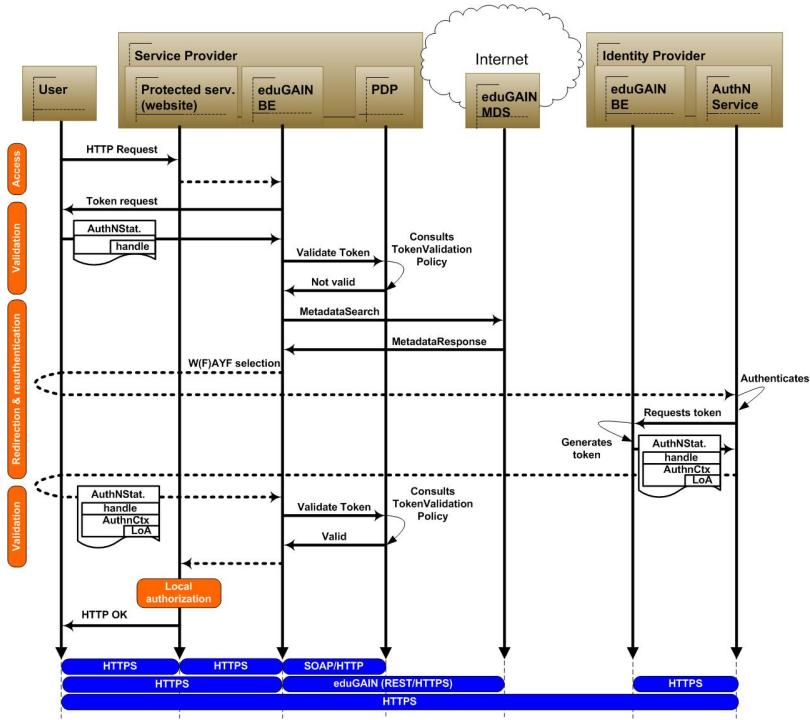 Service Provider
Internet
Identity Provider
User
Protected serv.
(website)
eduGAIN
BE
PDP
eduGAIN
MDS
eduGAIN
BE
AuthN
Service
Access
HTTP Request
Token request
Validation
AuthNStat.
handle
Validate Token
Consults
TokenValidation
Policy
Not valid
Redirection & reauthentication
MetadataSearch
MetadataResponse
W(F)AYF selection
Authenticates
Requests token
Generates
token
AuthNStat.
handle
AuthnCtx
LoA
Validation
AuthNStat.
handle
AuthnCtx
LoA
Validate Token
Consults
TokenValidation
Policy
Valid
Local
authorization
HTTP OK
HTTPS
HTTPS
SOAP/HTTP
HTTPS
eduGAIN (REST/HTTPS)
HTTPS
HTTPS